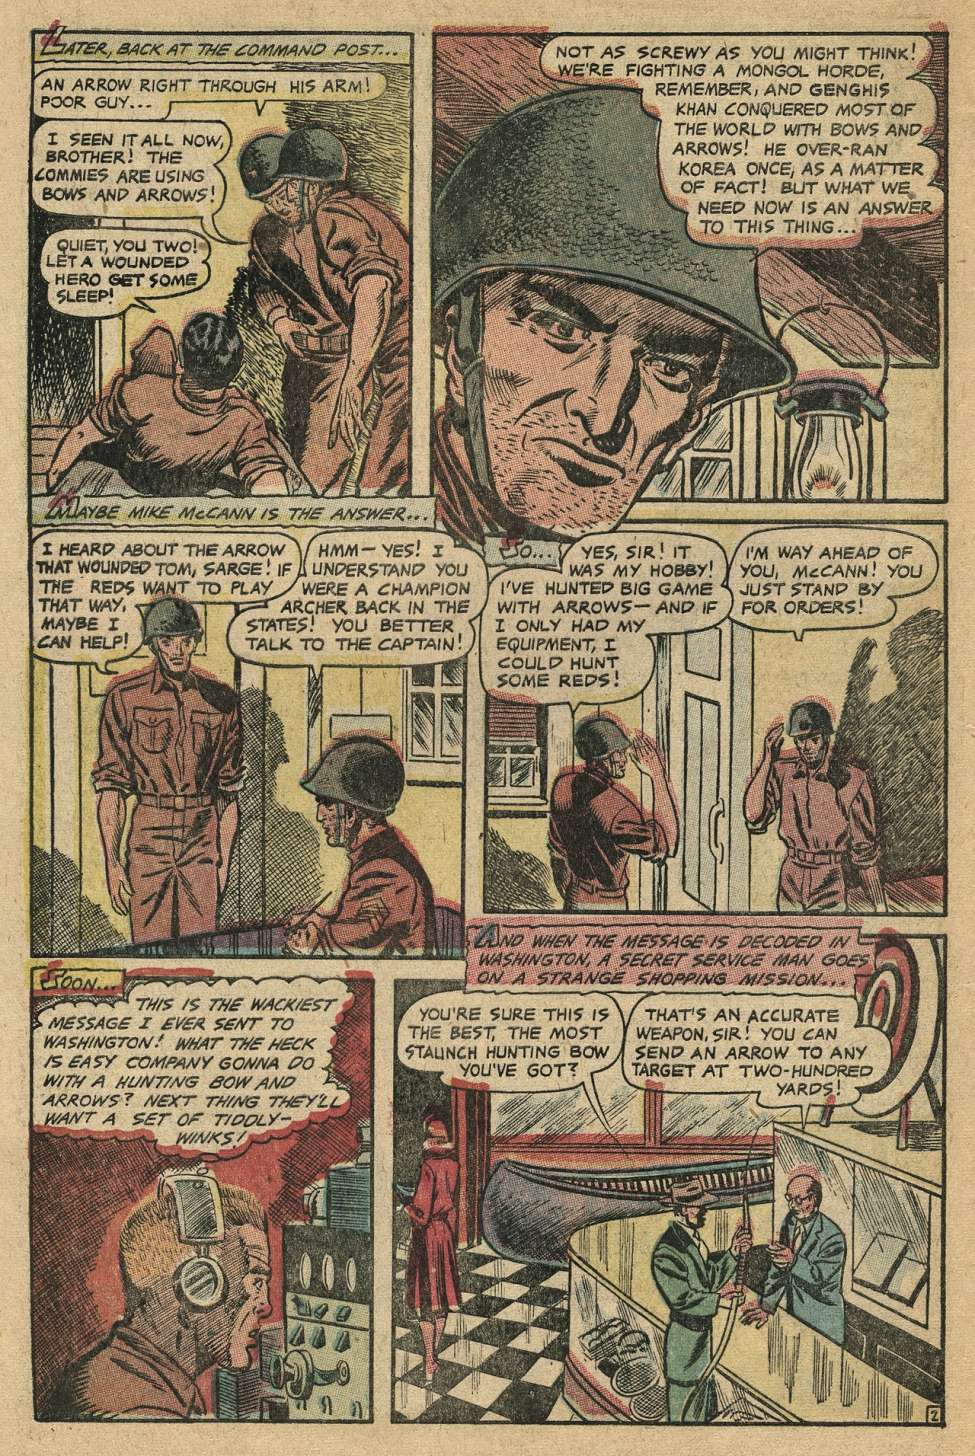 LATER, BACK AT THE COMMAND POST...
AN ARROW RIGHT THROUGH HIS ARM!
POOR GUY...
I SEEN IT ALL NOW,
BROTHER! THE
COMMIES ARE USING
BOWS AND ARROWS!
QUIET, YOU TWO!
LET A WOUNDED
HERO GET SOME
SLEEP!
NOT AS SCREWY AS YOU MIGHT THINK!
WE'RE FIGHTING A MONGOL HORDE,
REMEMBER, AND GENGHIS
KHAN CONQUERED MOST OF
THE WORLD WITH BOWS AND
ARROWS! HE OVER-RAN
KOREA ONCE, AS A MATTER
OF FACT! BUT WHAT WE
NEED NOW IS AN ANSWER
TO THIS THING...
MAYBE MIKE McCANN IS THE ANSWER...
I HEARD ABOUT THE ARROW
THAT WOUNDED TOM, SARGE! IF
THE REDS WANT TO PLAY
THAT WAY,
MAYBE I
CAN HELP!
HMM—YES! I
UNDERSTAND YOU
WERE A CHAMPION
ARCHER BACK IN THE
STATES! YOU BETTER
TALK TO THE CAPTAIN!
SO...
YES, SIR! IT
WAS MY HOBBY!
I'VE HUNTED BIG GAME
WITH ARROWS—AND IF
I ONLY HAD MY
EQUIPMENT, I
COULD HUNT
SOME REDS!
I'M WAY AHEAD OF
YOU, McCANN! YOU
JUST STAND BY
FOR ORDERS!
SOON...
THIS IS THE WACKIEST
MESSAGE I EVER SENT TO
WASHINGTON! WHAT THE HECK
IS EASY COMPANY GONNA DO
WITH A HUNTING BOW AND
ARROWS? NEXT THING THEY'LL
WANT A SET OF TIDDLY-
WINKS!
AND WHEN THE MESSAGE IS DECODED IN
WASHINGTON, A SECRET SERVICE MAN GOES
ON A STRANGE SHOPPING MISSION...
YOU'RE SURE THIS IS
THE BEST, THE MOST
STAUNCH HUNTING BOW
YOU'VE GOT?
THAT'S AN ACCURATE
WEAPON, SIR! YOU CAN
SEND AN ARROW TO ANY
TARGET AT TWO-HUNDRED
YARDS!
2